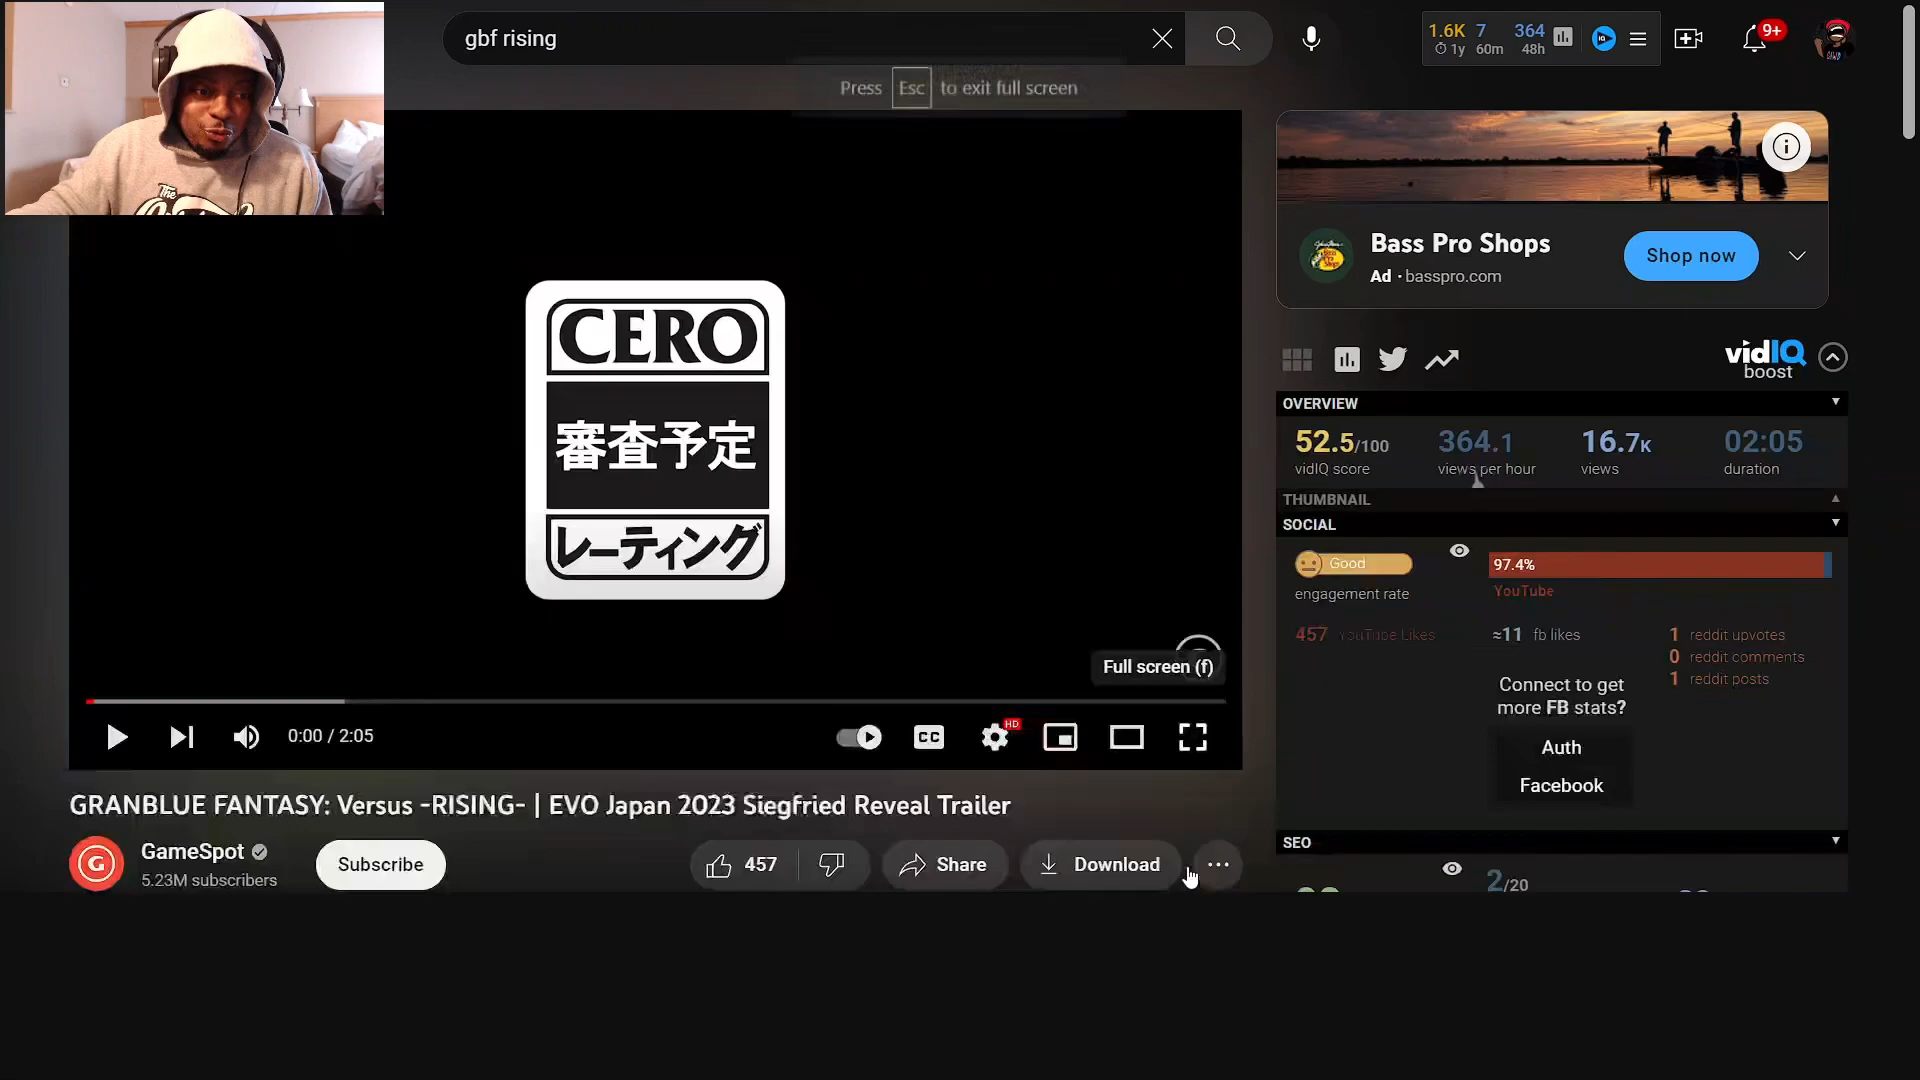 gbf rising
1.6K 7 364
1y 60m 48h
9+
Press Esc to exit full screen
CERO
審査予定
レーティング
Full screen (f)
0:00 / 2:05
CC
HD
GRANBLUE FANTASY: Versus -RISING- | EVO Japan 2023 Siegfried Reveal Trailer
G
GameSpot
5.23M subscribers
Subscribe
457
Share
Download
The
Bass Pro Shops
Ad · basspro.com
Shop now
vidIQ
boost
OVERVIEW
52.5/100
vidIQ score
364.1
views per hour
16.7K
views
02:05
duration
THUMBNAIL
SOCIAL
Good
engagement rate
97.4%
YouTube
457 YouTube Likes
≈11 fb likes
1 reddit upvotes
0 reddit comments
1 reddit posts
Connect to get
more FB stats?
Auth
Facebook
SEO
2/20